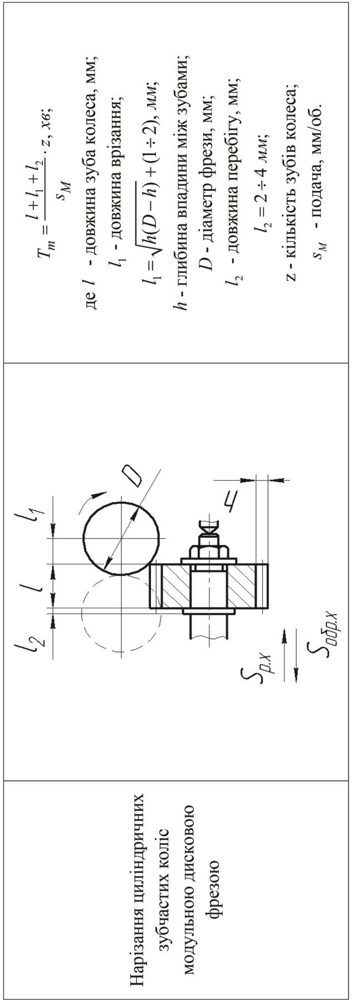 Нарізання циліндричних
зубчастих коліс
модульною дисковою
фрезою
l₂ l l₁
D
h
Sр.х
Sобр.х
Tₘ = (l + l₁ + l₂)/s_M · z, хв;
де l - довжина зуба колеса, мм;
l₁ - довжина врізання;
l₁ = √(h(D − h)) + (1 ÷ 2), мм;
h - глибина впадини між зубами;
D - діаметр фрези, мм;
l₂ - довжина перебігу, мм;
l₂ = 2 ÷ 4 мм;
z - кількість зубів колеса;
s_M - подача, мм/об.